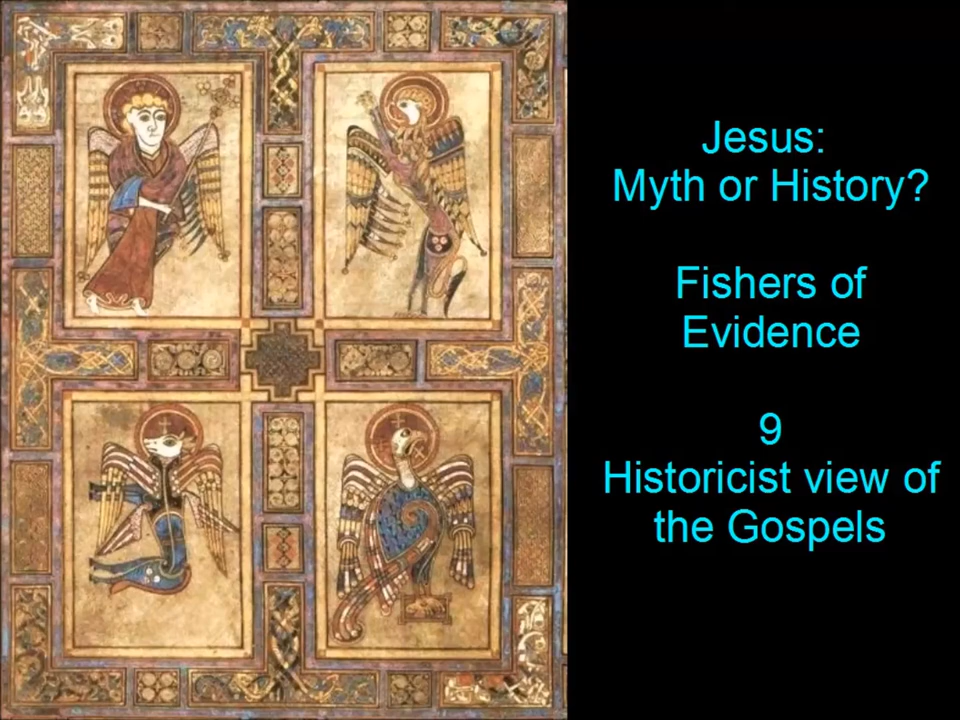 Jesus:
Myth or History?
Fishers of
Evidence
9
Historicist view of
the Gospels